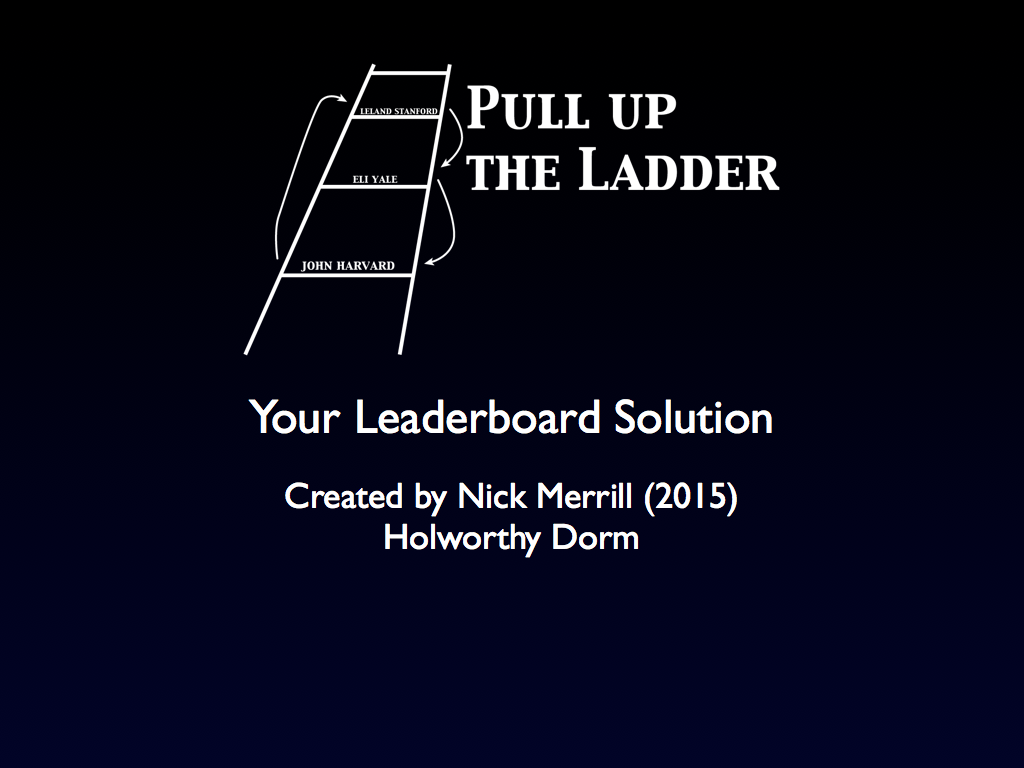 LELAND STANFORD
ELI YALE
JOHN HARVARD
PULL UP
THE LADDER
Your Leaderboard Solution
Created by Nick Merrill (2015)
Holworthy Dorm